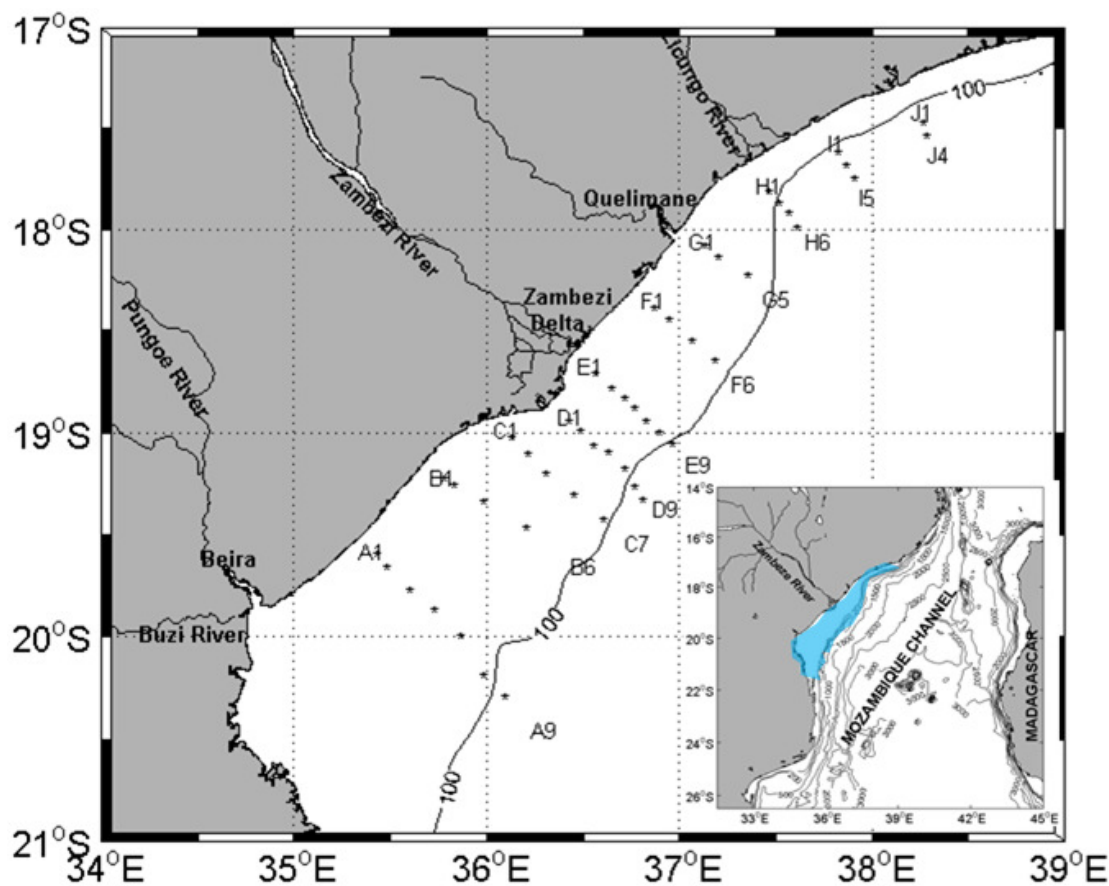 17°S
18°S
19°S
20°S
21°S
34°E
35°E
36°E
37°E
38°E
39°E
Icungo River
100
J1
J4
I1
I5
H1
H6
Quelimane
G1
G5
Zambezi River
Zambezi
Delta
F1
F6
Pungoe River
E1
E9
D1
D9
C1
C7
B1
B6
A1
A9
Beira
Buzi River
100
100
14°S
16°S
18°S
20°S
22°S
24°S
26°S
33°E
36°E
39°E
42°E
45°E
Zambeze River
MOZAMBIQUE CHANNEL
MADAGASCAR